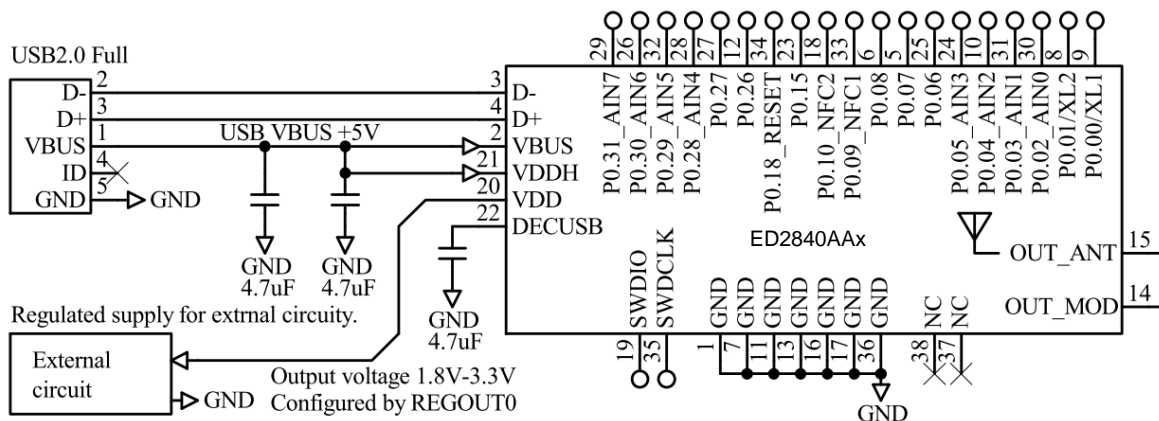 USB2.0 Full
D-
D+
VBUS
ID
GND
2
3
1
4
5
GND
USB VBUS +5V
GND
4.7uF
GND
4.7uF
GND
4.7uF
3
4
2
21
20
22
D-
D+
VBUS
VDDH
VDD
DECUSB
29
26
32
28
27
12
34
23
18
33
6
5
25
24
10
31
30
8
9
P0.31_AIN7
P0.30_AIN6
P0.29_AIN5
P0.28_AIN4
P0.27
P0.26
P0.18_RESET
P0.15
P0.10_NFC2
P0.09_NFC1
P0.08
P0.07
P0.06
P0.05_AIN3
P0.04_AIN2
P0.03_AIN1
P0.02_AIN0
P0.01/XL2
P0.00/XL1
ED2840AAx
OUT_ANT
15
OUT_MOD
14
SWDIO
SWDCLK
GND
GND
GND
GND
GND
GND
GND
NC
NC
19
35
1
7
11
13
16
17
36
38
37
GND
Regulated supply for extrnal circuity.
External
circuit
GND
Output voltage 1.8V-3.3V
Configured by REGOUT0